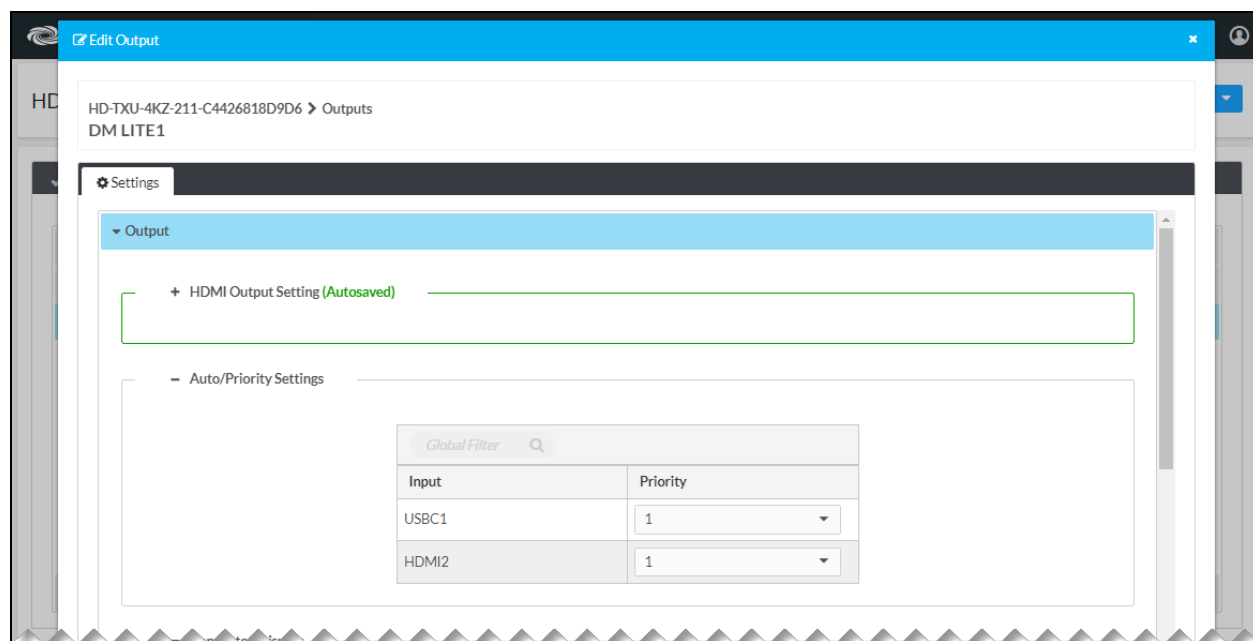 Edit Output
HD
HD-TXU-4KZ-211-C4426818D9D6 > Outputs
DM LITE1
Settings
Output
+ HDMI Output Setting (Autosaved)
– Auto/Priority Settings
Global Filter
Input Priority
USBC1 1
HDMI2 1